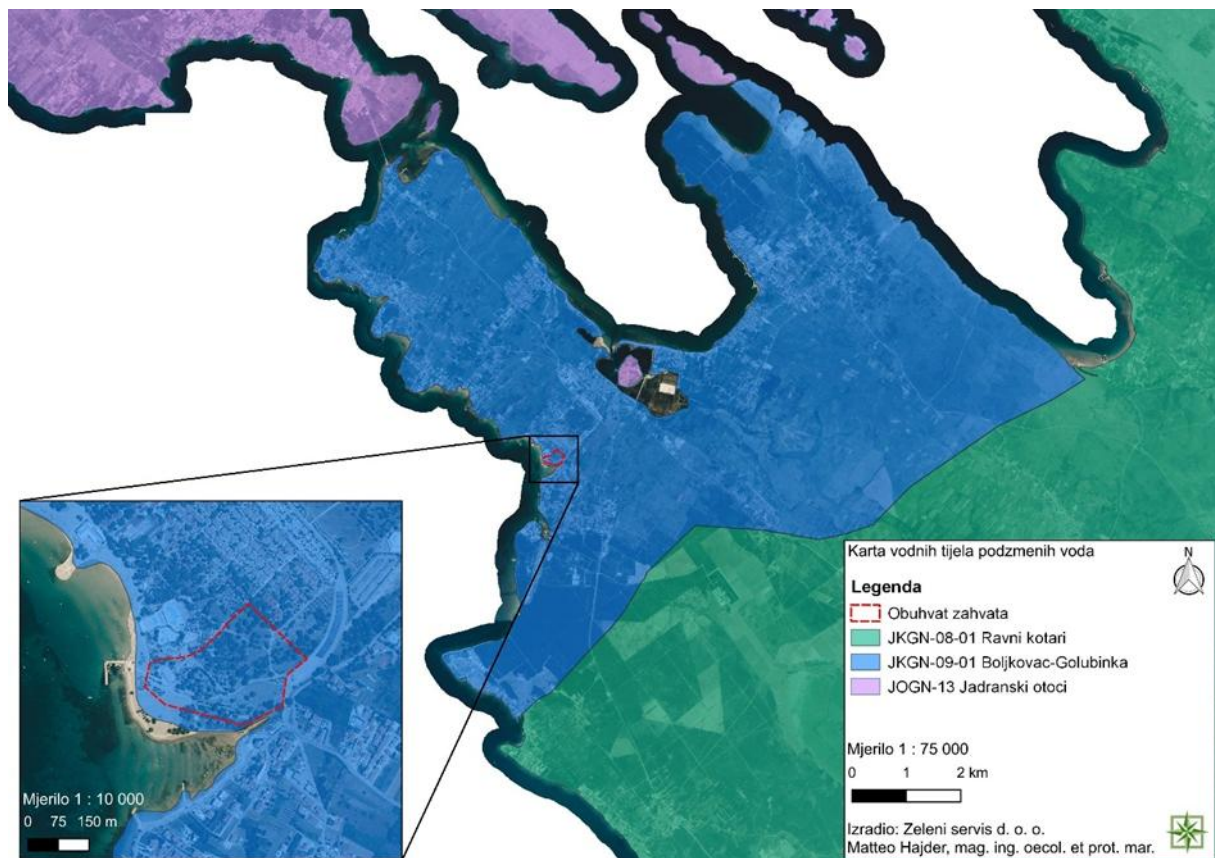 Karta vodnih tijela podzmenih voda
N
Legenda
Obuhvat zahvata
JKGN-08-01 Ravni kotari
JKGN-09-01 Boljkovac-Golubinka
JOGN-13 Jadranski otoci
Mjerilo 1 : 75 000
0 1 2 km
Izradio: Zeleni servis d. o. o.
Matteo Hajder, mag. ing. oecol. et prot. mar.
Mjerilo 1 : 10 000
0 75 150 m